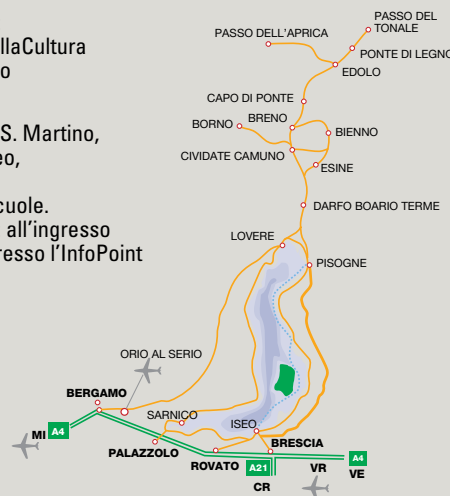 llaCultura
o
S. Martino,
eo,
cuole.
all'ingresso
resso l'InfoPoint
PASSO DEL
TONALE
PASSO DELL'APRICA
PONTE DI LEGNO
EDOLO
CAPO DI PONTE
BORNO
BRENO
BIENNO
CIVIDATE CAMUNO
ESINE
DARFO BOARIO TERME
LOVERE
PISOGNE
ORIO AL SERIO
BERGAMO
SARNICO
ISEO
MI
A4
PALAZZOLO
ROVATO
BRESCIA
A21
CR
VR
A4
VE